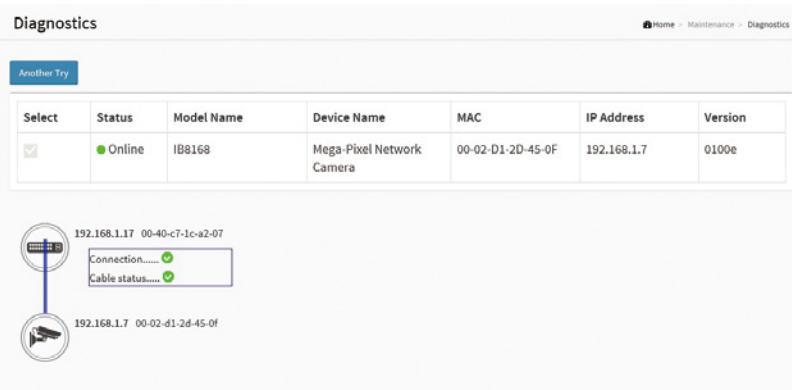 Diagnostics
Home > Maintenance > Diagnostics
Another Try
Select Status Model Name Device Name MAC IP Address Version
Online IB8168 Mega-Pixel Network Camera 00-02-D1-2D-45-0F 192.168.1.7 0100e
192.168.1.17 00-40-c7-1c-a2-07
Connection......
Cable status.....
192.168.1.7 00-02-d1-2d-45-0f